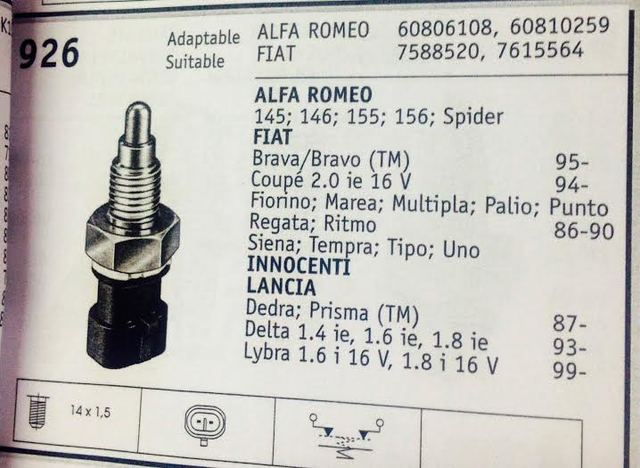 K1
926
Adaptable
Suitable
ALFA ROMEO 60806108, 60810259
FIAT 7588520, 7615564
ALFA ROMEO
145; 146; 155; 156; Spider
FIAT
Brava/Bravo (TM) 95-
Coupé 2.0 ie 16 V 94-
Fiorino; Marea; Multipla; Palio; Punto
Regata; Ritmo 86-90
Siena; Tempra; Tipo; Uno
INNOCENTI
LANCIA
Dedra; Prisma (TM) 87-
Delta 1.4 ie, 1.6 ie, 1.8 ie 93-
Lybra 1.6 i 16 V, 1.8 i 16 V 99-
14 x 1,5